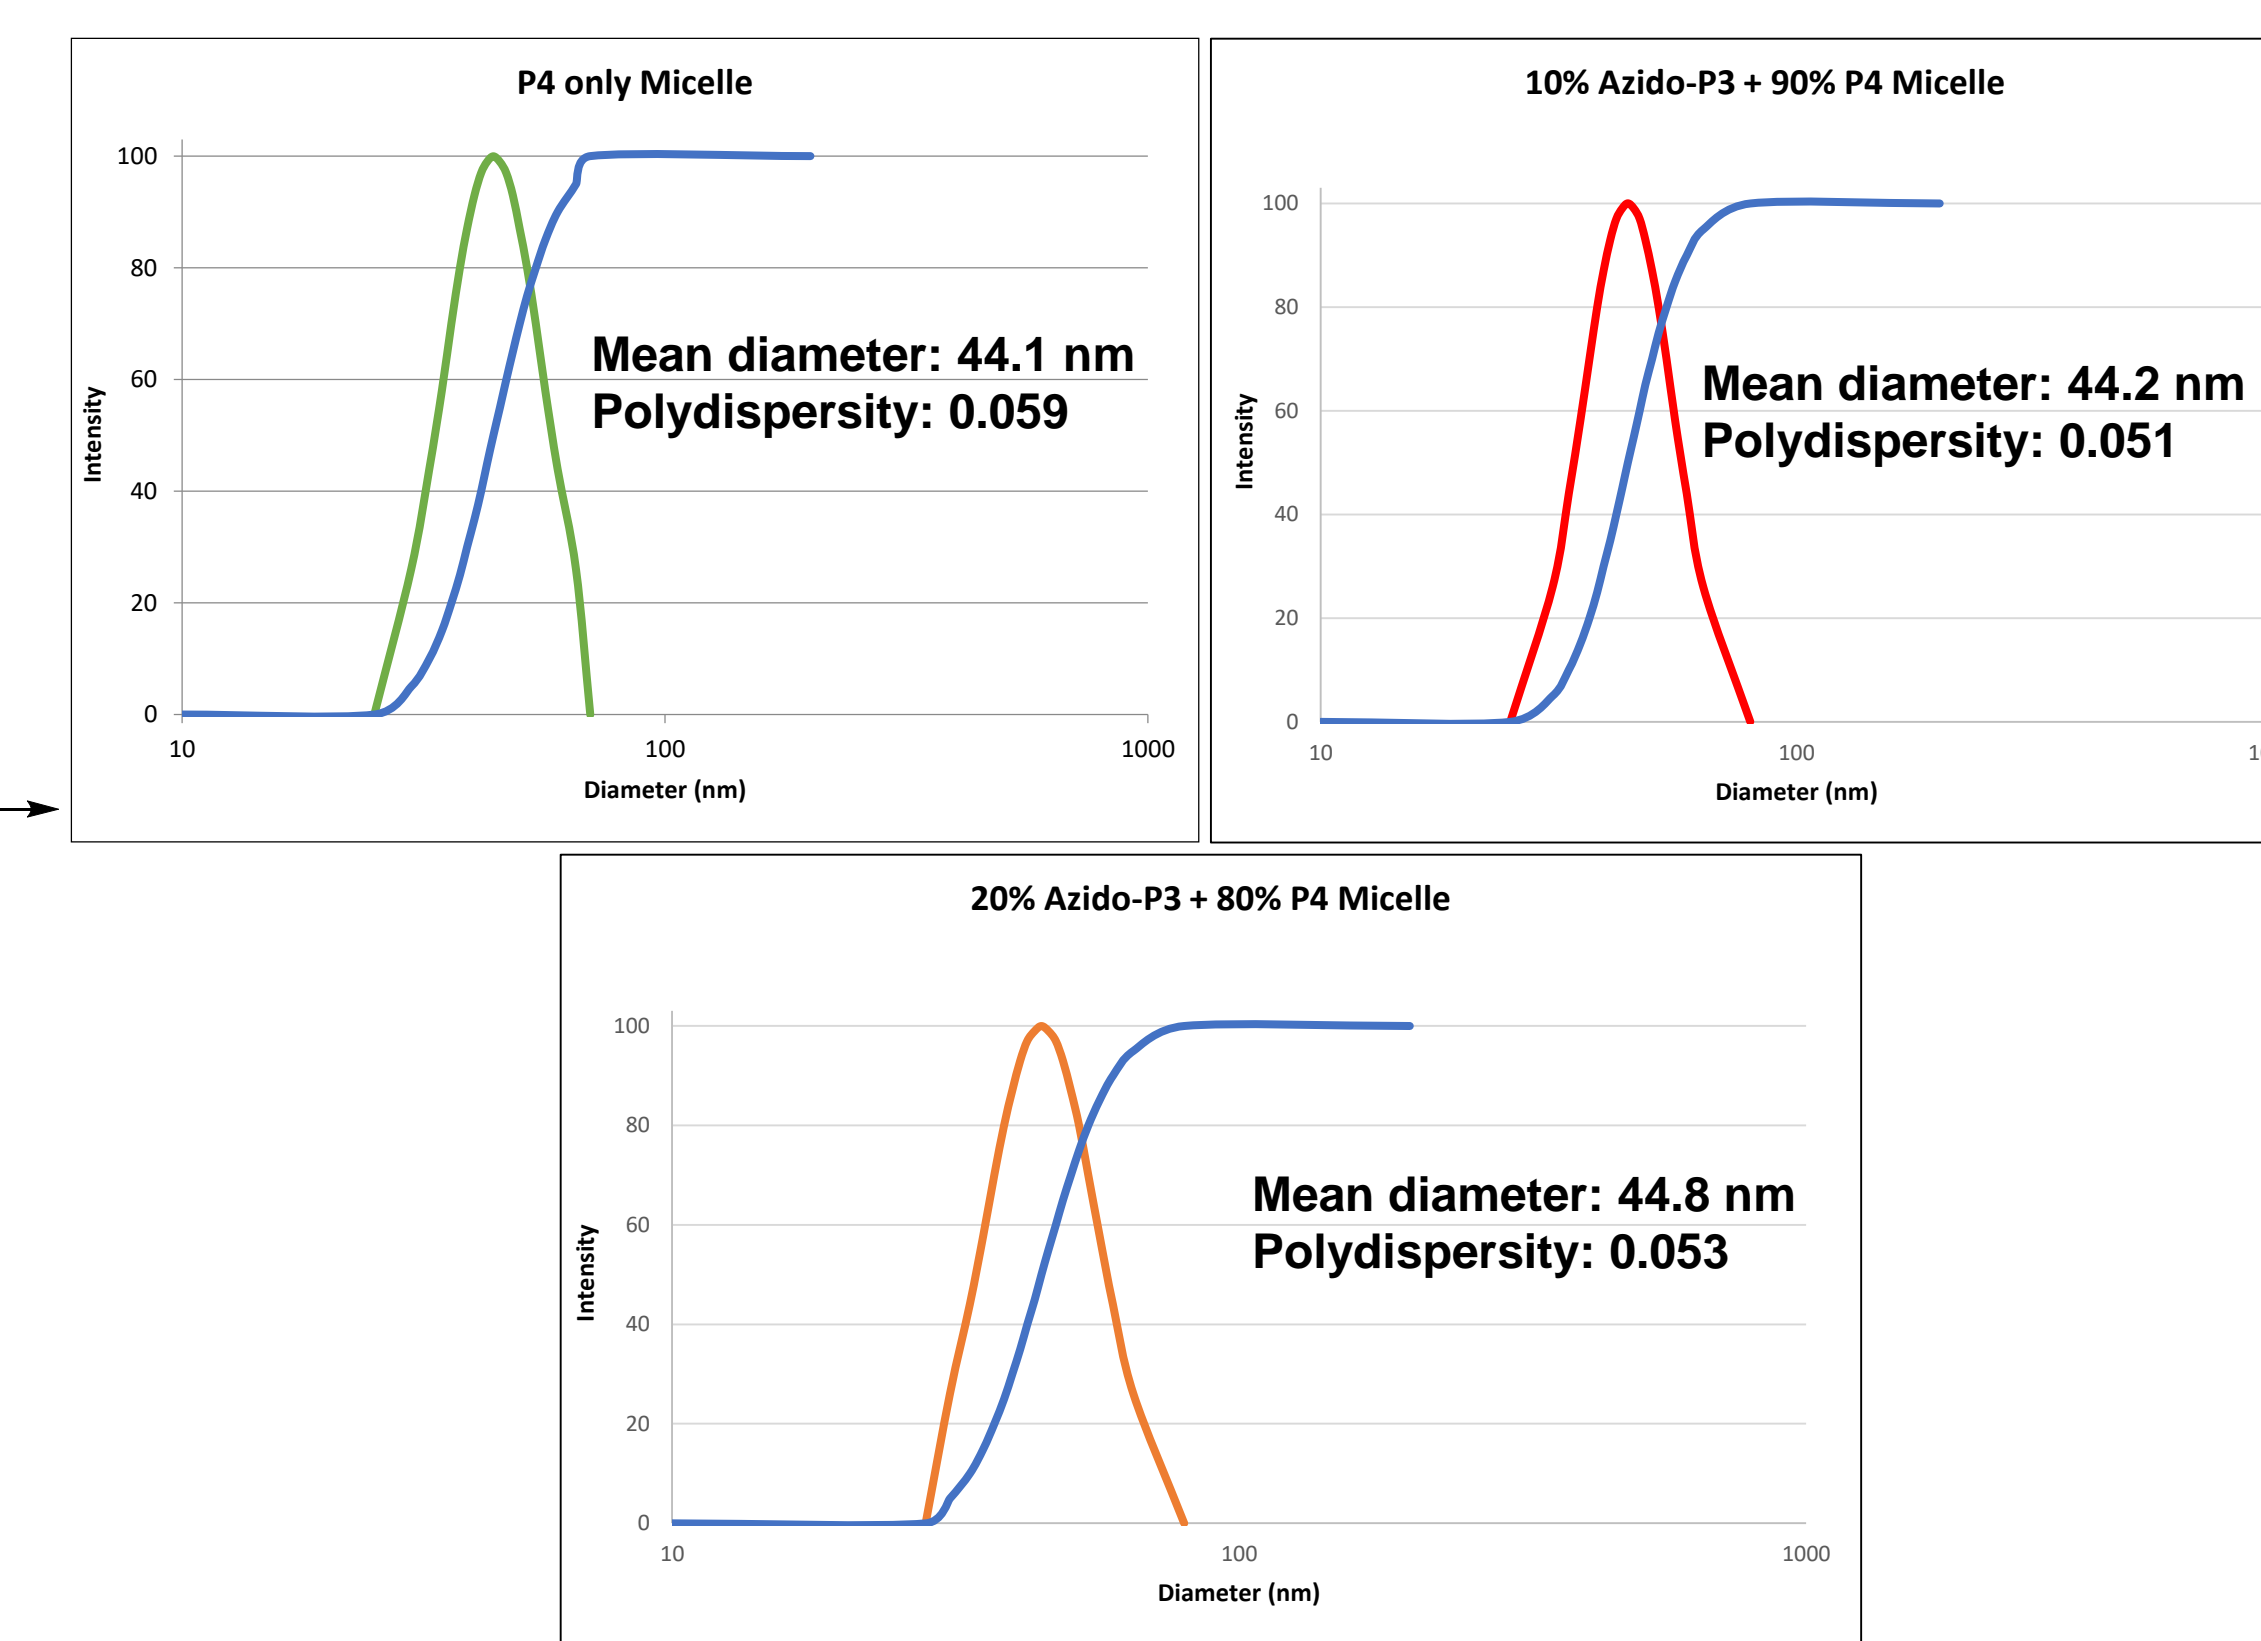 P4 only Micelle
100
80
60
40
20
0
10 100 1000
Intensity
Diameter (nm)
Mean diameter: 44.1 nm
Polydispersity: 0.059
10% Azido-P3 + 90% P4 Micelle
100
80
60
40
20
0
10 100
Intensity
Diameter (nm)
Mean diameter: 44.2 nm
Polydispersity: 0.051
20% Azido-P3 + 80% P4 Micelle
100
80
60
40
20
0
10 100 1000
Intensity
Diameter (nm)
Mean diameter: 44.8 nm
Polydispersity: 0.053